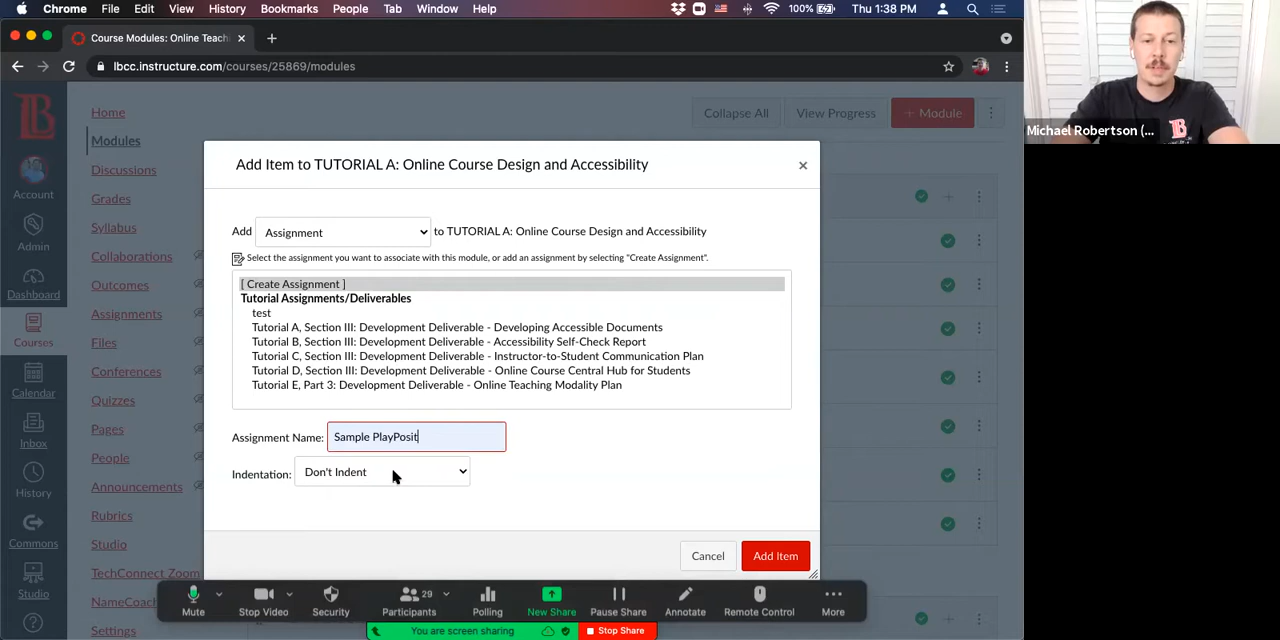 Chrome File Edit View History Bookmarks People Tab Window Help 100% Thu 1:38 PM
Course Modules: Online Teach
lbcc.instructure.com/courses/25869/modules
Michael Robertson (...
LB
Account
Admin
Dashboard
Courses
Calendar
Inbox
History
Commons
Studio
Home
Modules
Discussions
Grades
Syllabus
Collaborations
Outcomes
Assignments
Files
Conferences
Quizzes
Pages
People
Announcements
Rubrics
Studio
TechConnect Zoom
NameCoach
Settings
Collapse All View Progress + Module
Add Item to TUTORIAL A: Online Course Design and Accessibility
Add Assignment to TUTORIAL A: Online Course Design and Accessibility
Select the assignment you want to associate with this module, or add an assignment by selecting "Create Assignment".
[ Create Assignment ]
Tutorial Assignments/Deliverables
test
Tutorial A, Section III: Development Deliverable - Developing Accessible Documents
Tutorial B, Section III: Development Deliverable - Accessibility Self-Check Report
Tutorial C, Section III: Development Deliverable - Instructor-to-Student Communication Plan
Tutorial D, Section III: Development Deliverable - Online Course Central Hub for Students
Tutorial E, Part 3: Development Deliverable - Online Teaching Modality Plan
Assignment Name: Sample PlayPosit
Indentation: Don't Indent
Cancel Add Item
Mute Stop Video Security Participants 29 Polling New Share Pause Share Annotate Remote Control More
You are screen sharing Stop Share